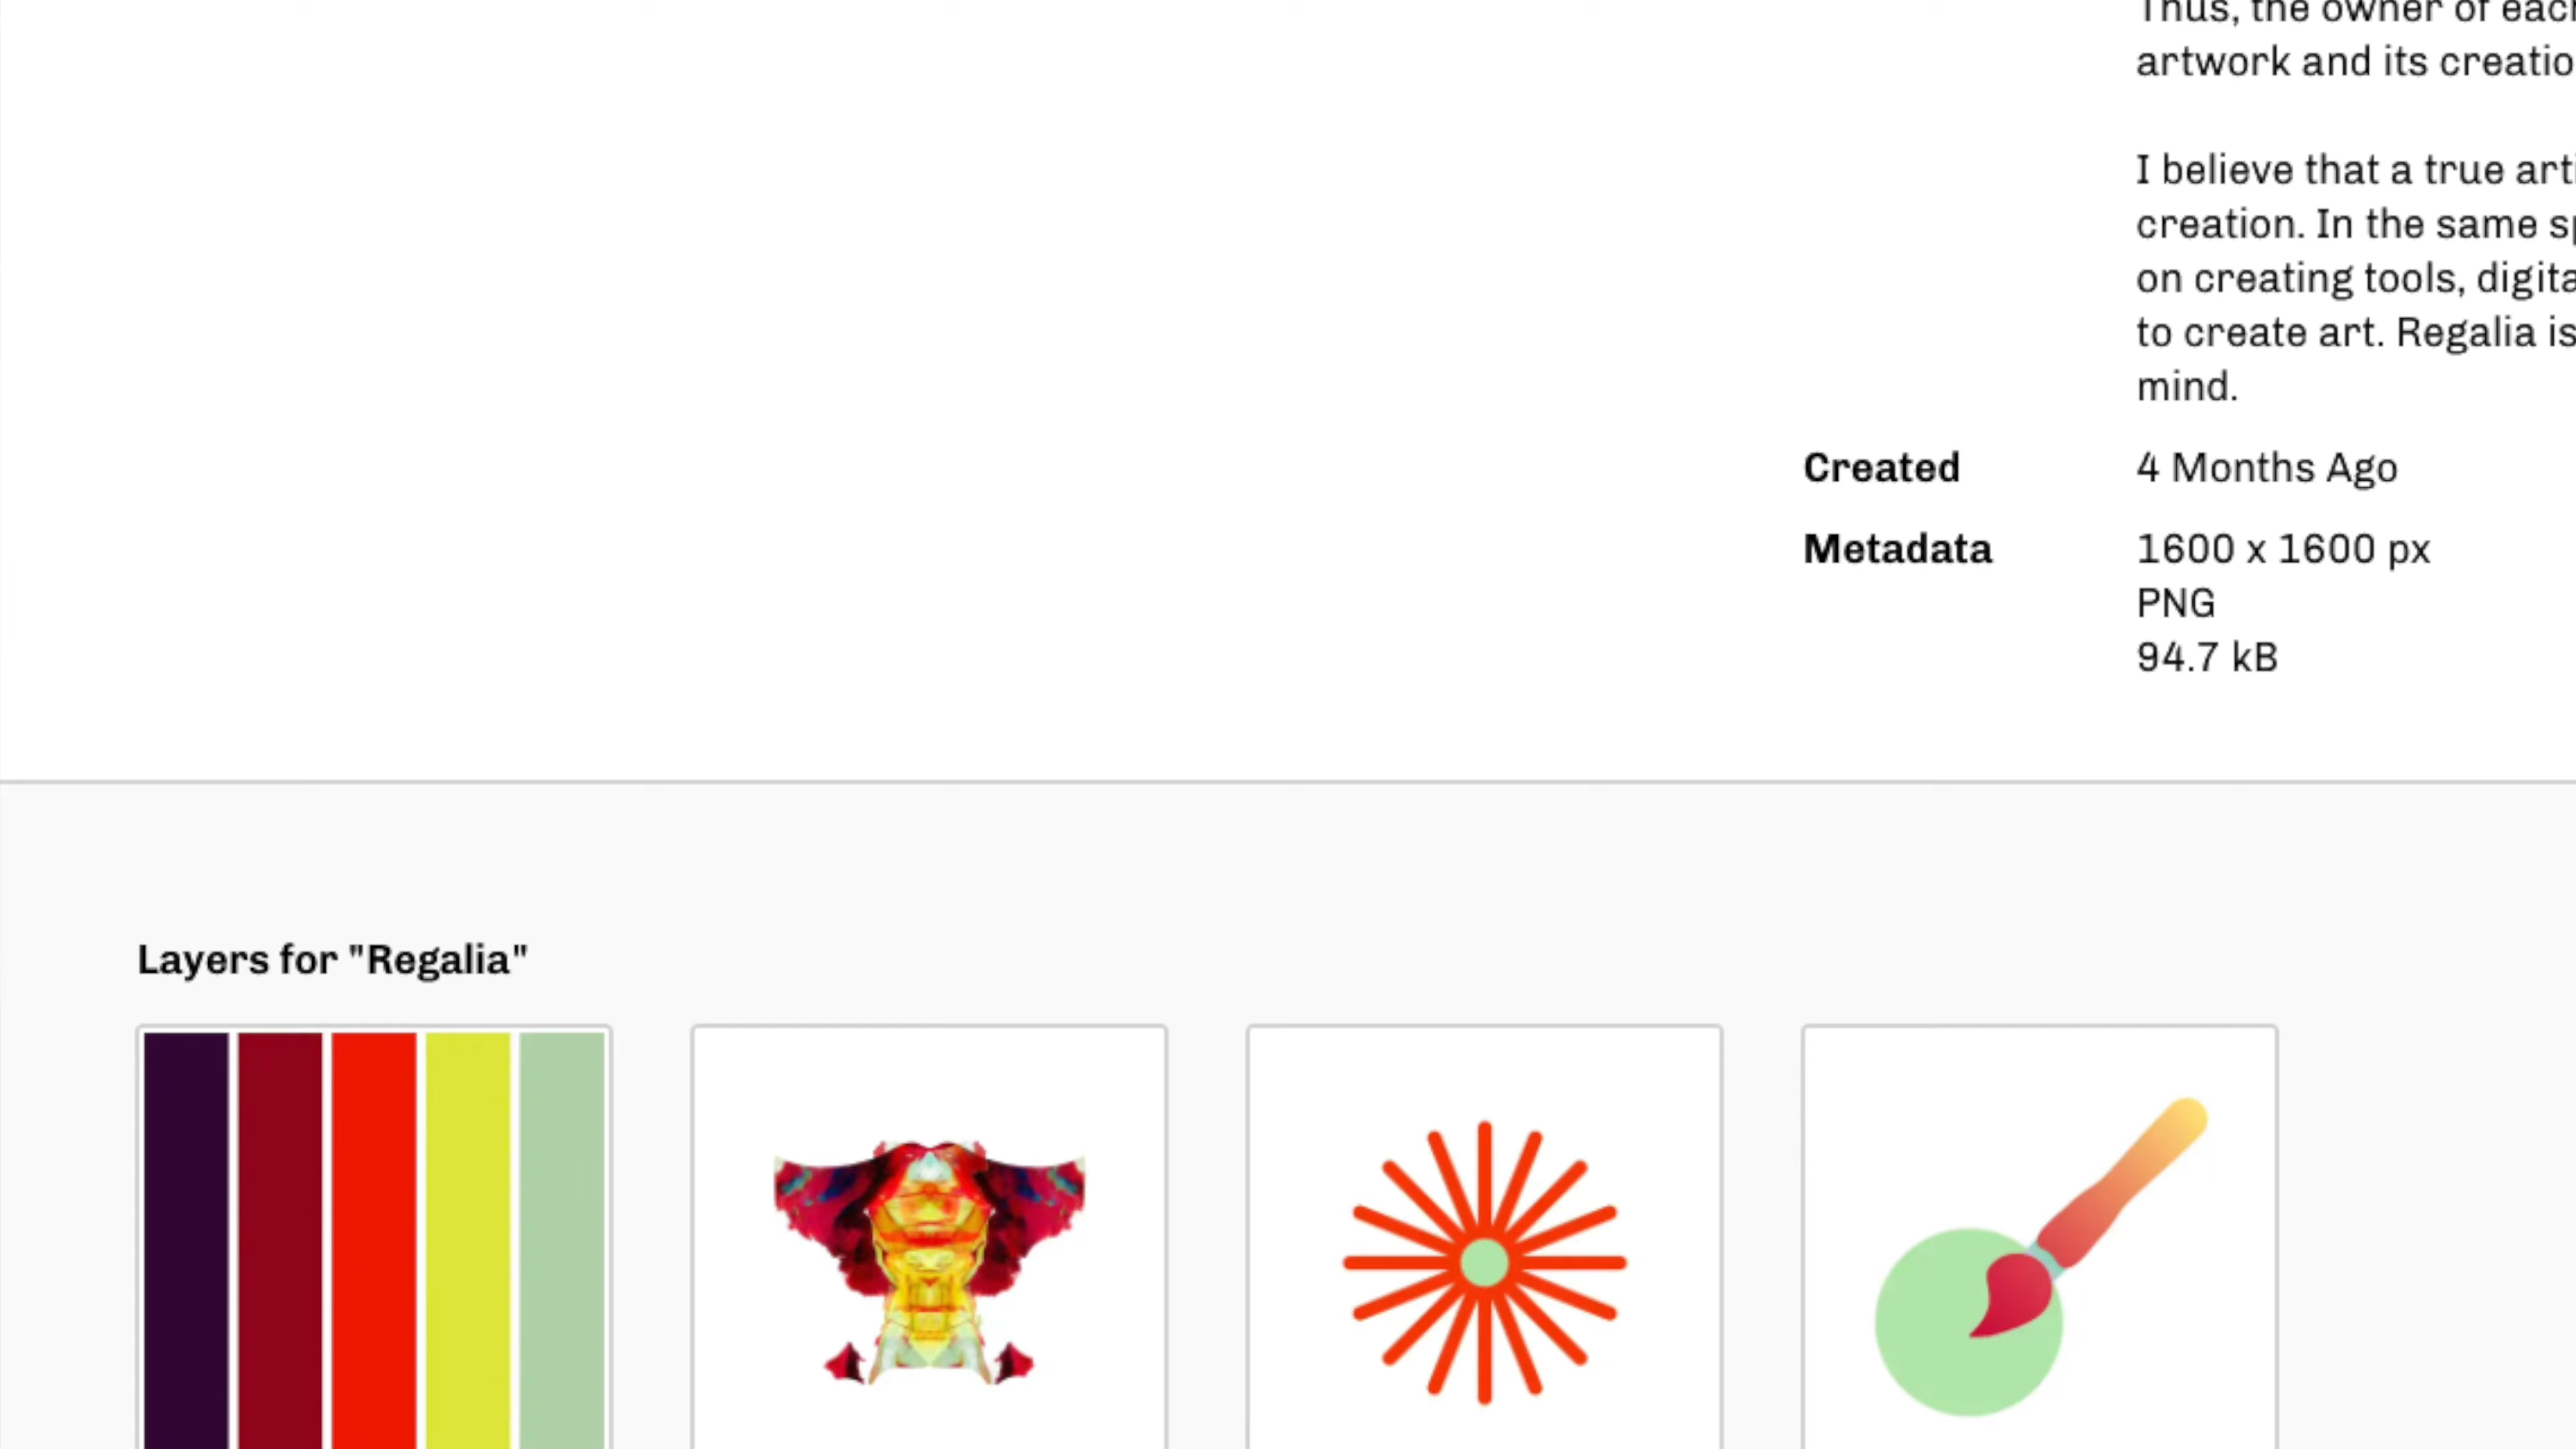 Thus, the owner of
artwork and its
I believe that a true
creation. In the same
on creating tools,
to create art. Regalia is
mind.
Created 4 Months Ago
Metadata 1600 x 1600 px
PNG
94.7 kB
Layers for "Regalia"